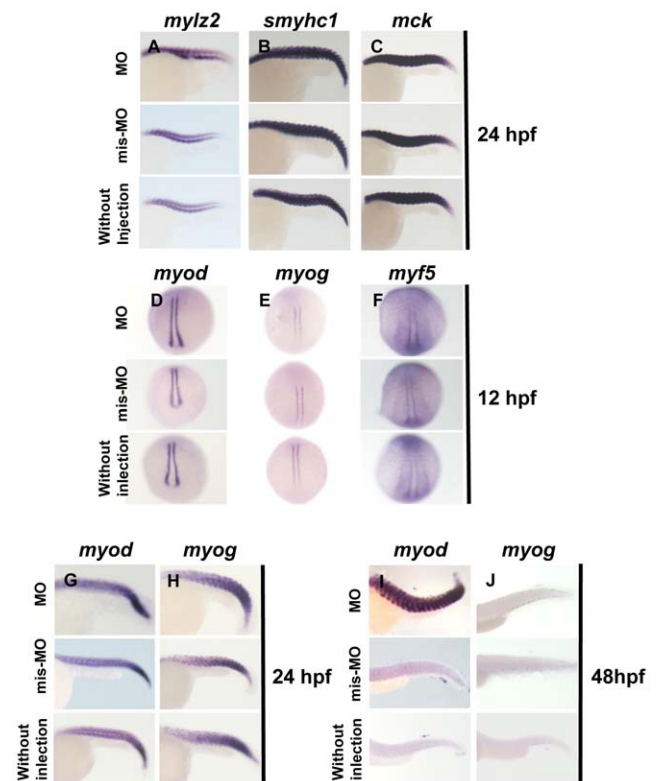 mylz2 smyhc1 mck
A B C
MO
mis-MO
Without
Injection
24 hpf
myod myog myf5
D E F
MO
mis-MO
Without
inlection
12 hpf
myod myog
G H
MO
mis-MO
Without
inlection
24 hpf
myod myog
I J
MO
mis-MO
Without
inlection
48hpf